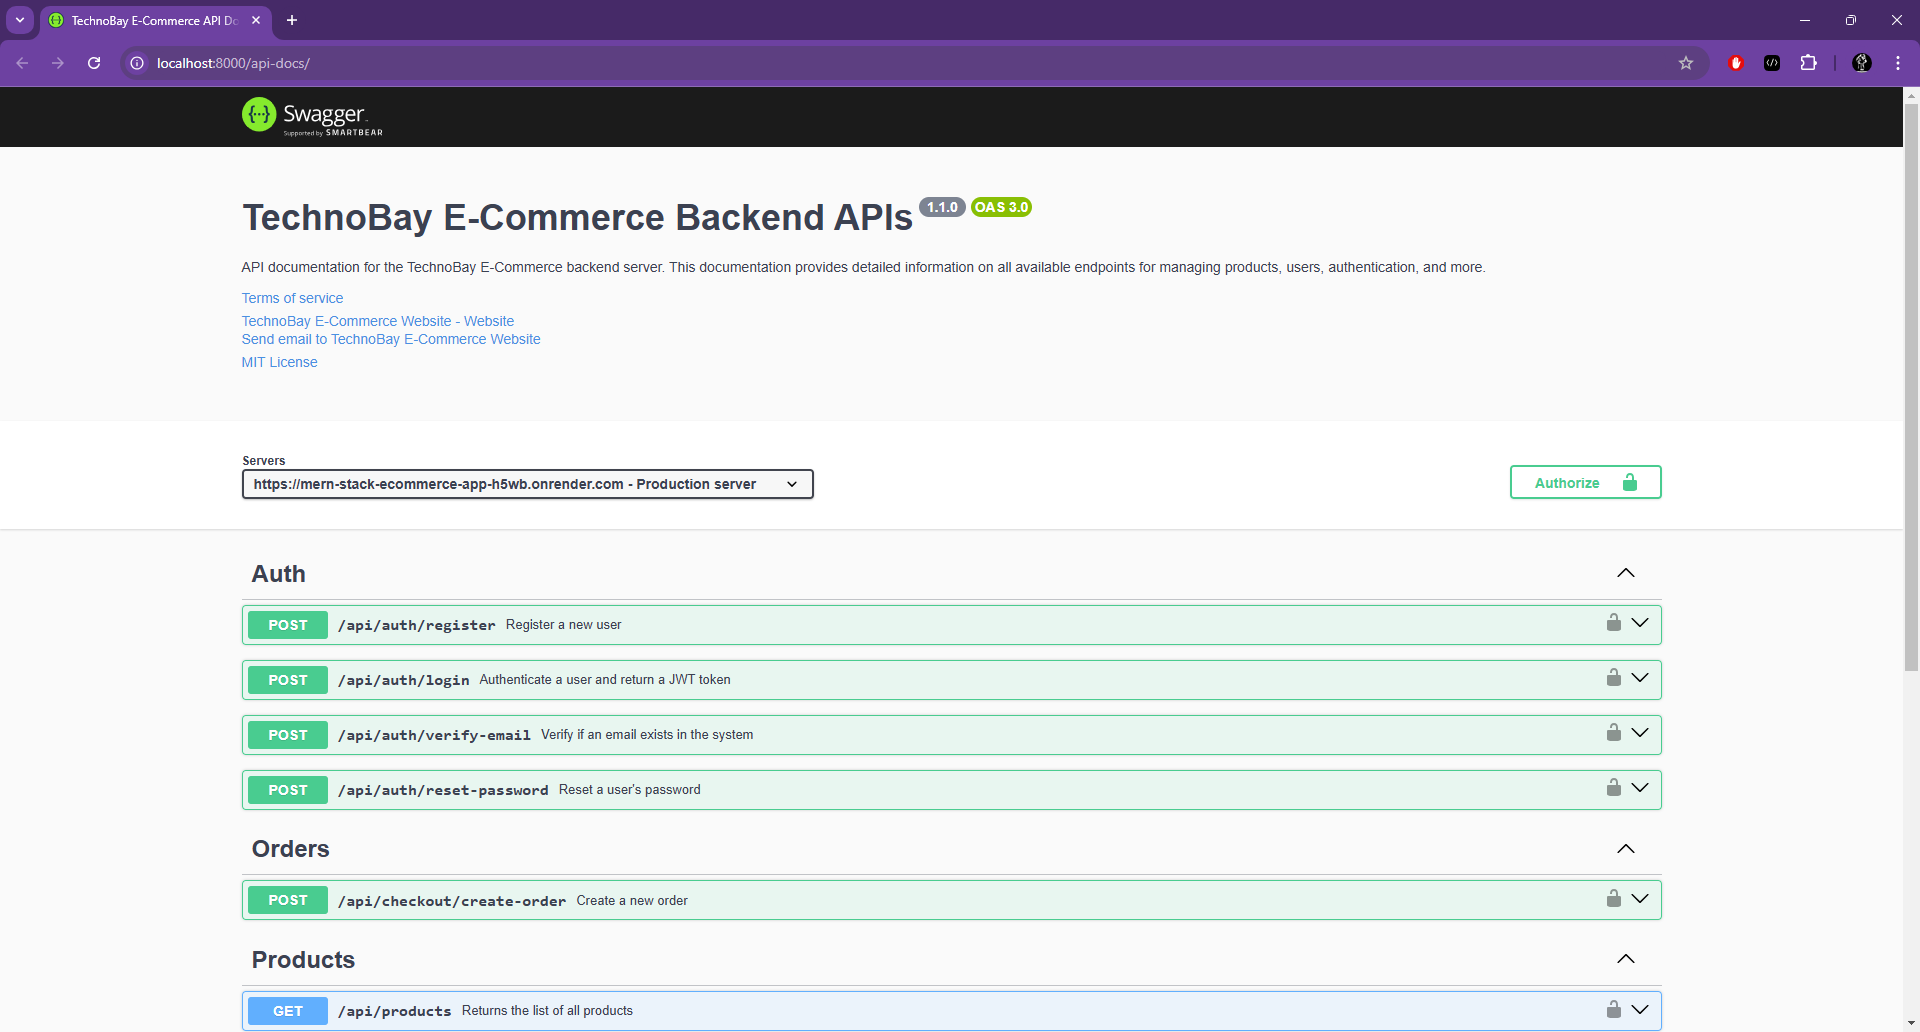 TechnoBay E-Commerce API Do
localhost:8000/api-docs/
Swagger
Supported by SMARTBEAR
TechnoBay E-Commerce Backend APIs 1.1.0 OAS 3.0
API documentation for the TechnoBay E-Commerce backend server. This documentation provides detailed information on all available endpoints for managing products, users, authentication, and more.
Terms of service
TechnoBay E-Commerce Website - Website
Send email to TechnoBay E-Commerce Website
MIT License
Servers
https://mern-stack-ecommerce-app-h5wb.onrender.com - Production server
Authorize
Auth
POST /api/auth/register Register a new user
POST /api/auth/login Authenticate a user and return a JWT token
POST /api/auth/verify-email Verify if an email exists in the system
POST /api/auth/reset-password Reset a user's password
Orders
POST /api/checkout/create-order Create a new order
Products
GET /api/products Returns the list of all products